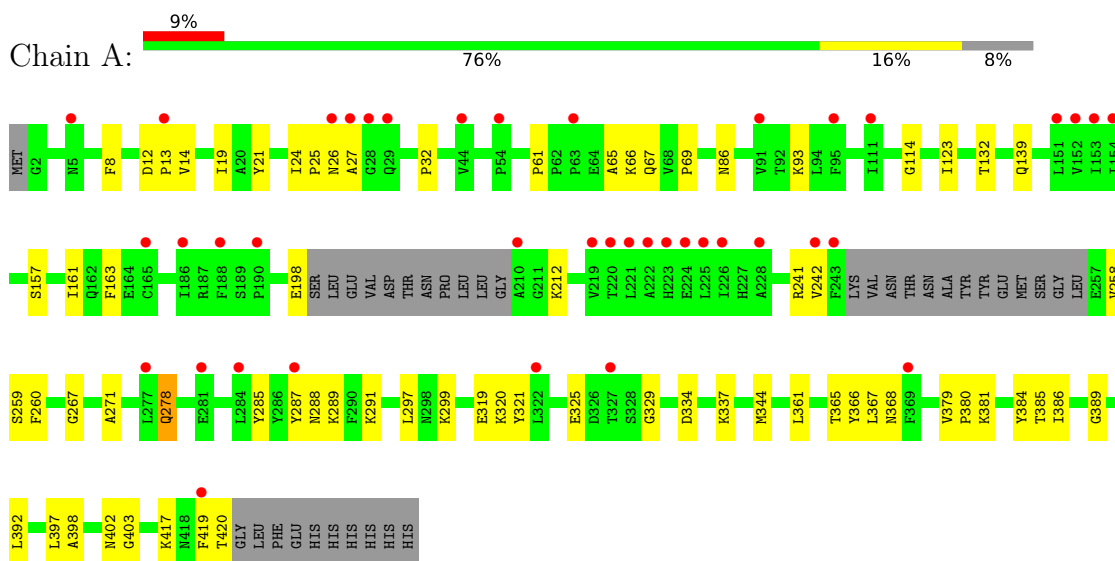 9%
Chain A:
76% 16% 8%
MET G2 N5 F8 D12 P13 V14 I19 A20 Y21 I24 P25 N26 A27 G28 Q29 P32 V44 P54 P61 P62 P63 E64 A65 K66 Q67 V68 P69 N86 V91 T92 K93 L94 F95 I111 G114 I123 T132 Q139 L151 V152 I153 I154
S157 I161 Q162 F163 E164 C165 I186 R187 F188 S189 P190 E198 SER LEU GLU VAL ASP THR ASN PRO LEU LEU GLY A210 G211 K212 V219 T220 L221 A222 H223 E224 L225 I226 H227 A228 R241 V242 F243 LYS VAL ASN THR ASN ALA TYR TYR GLU MET SER GLY LEU E257 V258
S259 F260 G267 A271 L277 Q278 E281 L284 Y285 Y286 Y287 N288 K289 F290 K291 L297 N298 K299 E319 K320 Y321 L322 E325 D326 T327 S328 G329 D334 K337 M344 L361 T365 Y366 L367 N368 F369 V379 P380 K381 Y384 T385 I386 G389
L392 L397 A398 N402 G403 K417 N418 F419 T420 GLY LEU PHE GLU HIS HIS HIS HIS HIS HIS